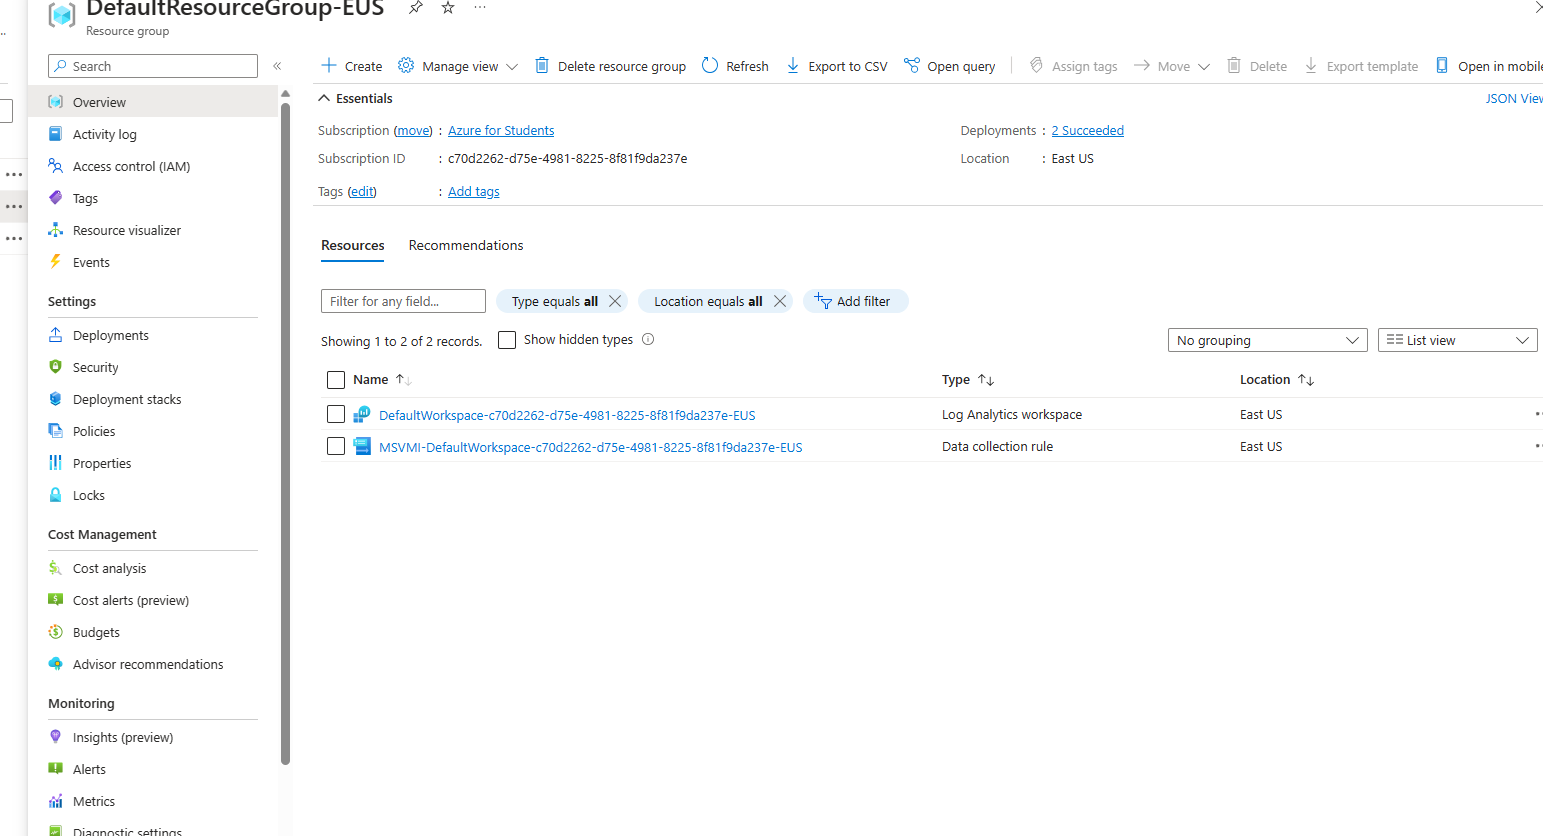 DefaultResourceGroup-EUS
Resource group
Search
Create
Manage view
Delete resource group
Refresh
Export to CSV
Open query
Assign tags
Move
Delete
Export template
Open in mobile
Overview
Activity log
Access control (IAM)
Tags
Resource visualizer
Events
Settings
Deployments
Security
Deployment stacks
Policies
Properties
Locks
Cost Management
Cost analysis
Cost alerts (preview)
Budgets
Advisor recommendations
Monitoring
Insights (preview)
Alerts
Metrics
Diagnostic settings
Essentials
JSON View
Subscription (move) : Azure for Students
Deployments : 2 Succeeded
Subscription ID : c70d2262-d75e-4981-8225-8f81f9da237e
Location : East US
Tags (edit) : Add tags
Resources Recommendations
Filter for any field...
Type equals all
Location equals all
Add filter
Showing 1 to 2 of 2 records.
Show hidden types
No grouping
List view
Name Type Location
DefaultWorkspace-c70d2262-d75e-4981-8225-8f81f9da237e-EUS Log Analytics workspace East US
MSVMI-DefaultWorkspace-c70d2262-d75e-4981-8225-8f81f9da237e-EUS Data collection rule East US